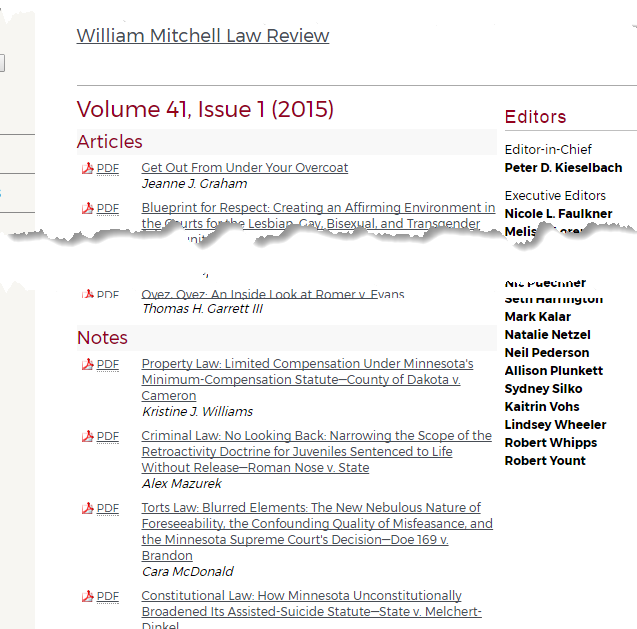 William Mitchell Law Review
Volume 41, Issue 1 (2015)
Articles
PDF
Get Out From Under Your Overcoat
Jeanne J. Graham
PDF
Blueprint for Respect: Creating an Affirming Environment in
the Courts for the Lesbian, Gay, Bisexual, and Transgender
PDF
Oyez, Oyez: An Inside Look at Romer v. Evans
Thomas H. Garrett III
Notes
PDF
Property Law: Limited Compensation Under Minnesota's
Minimum-Compensation Statute—County of Dakota v.
Cameron
Kristine J. Williams
PDF
Criminal Law: No Looking Back: Narrowing the Scope of the
Retroactivity Doctrine for Juveniles Sentenced to Life
Without Release—Roman Nose v. State
Alex Mazurek
PDF
Torts Law: Blurred Elements: The New Nebulous Nature of
Foreseeability, the Confounding Quality of Misfeasance, and
the Minnesota Supreme Court's Decision—Doe 169 v.
Brandon
Cara McDonald
PDF
Constitutional Law: How Minnesota Unconstitutionally
Broadened Its Assisted-Suicide Statute—State v. Melchert-
Dinkel
Editors
Editor-in-Chief
Peter D. Kieselbach
Executive Editors
Nicole L. Faulkner
Puechner
Seth Harrington
Mark Kalar
Natalie Netzel
Neil Pederson
Allison Plunkett
Sydney Silko
Kaitrin Vohs
Lindsey Wheeler
Robert Whipps
Robert Yount